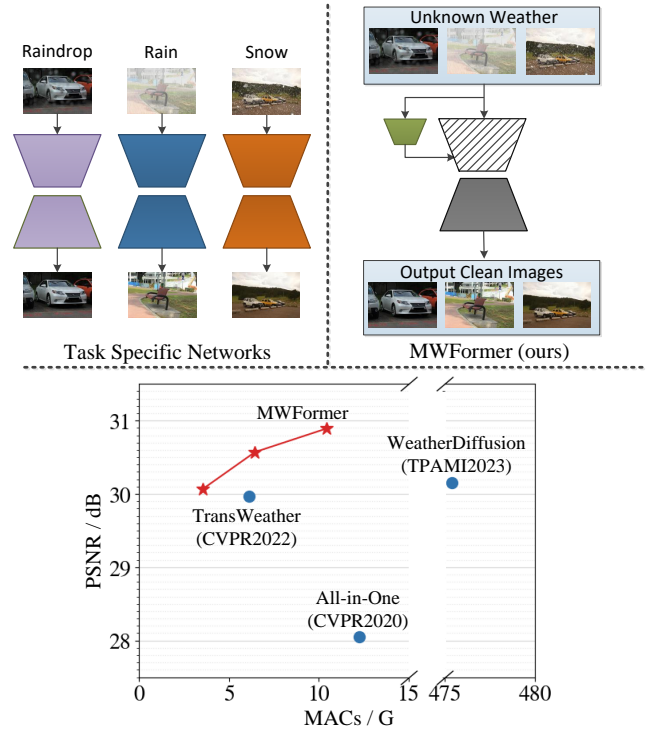 Raindrop
Rain
Snow
Task Specific Networks
Unknown Weather
Output Clean Images
MWFormer (ours)
PSNR / dB
31
30
29
28
MWFormer
TransWeather
(CVPR2022)
All-in-One
(CVPR2020)
WeatherDiffusion
(TPAMI2023)
0
5
10
15
475
480
MACs / G